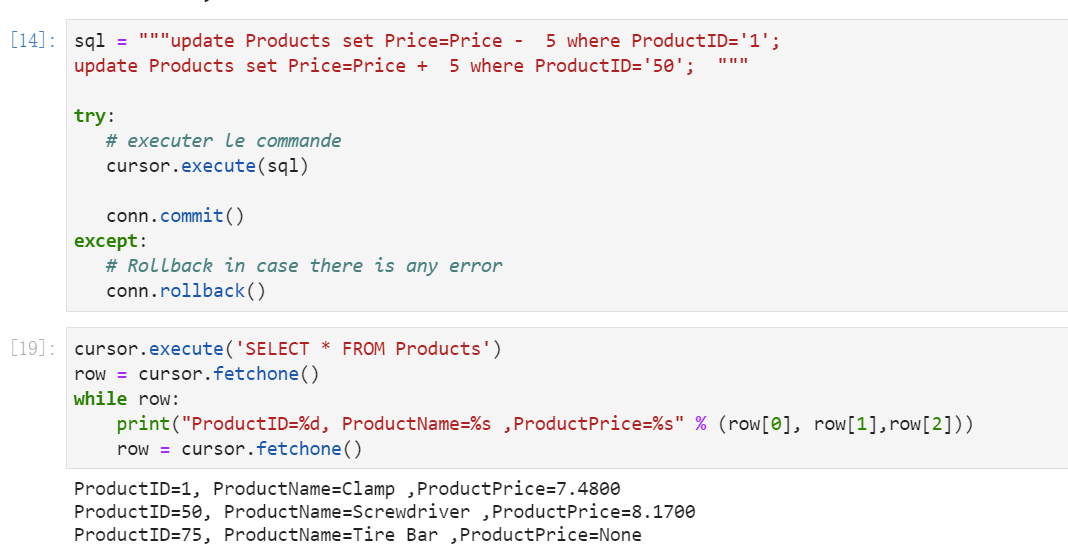 [14]: sql = """update Products set Price=Price -  5 where ProductID='1';
update Products set Price=Price +  5 where ProductID='50';  """
try:
   # executer le commande
   cursor.execute(sql)
   conn.commit()
except:
   # Rollback in case there is any error
   conn.rollback()
[19]: cursor.execute('SELECT * FROM Products')
row = cursor.fetchone()
while row:
    print("ProductID=%d, ProductName=%s ,ProductPrice=%s" % (row[0], row[1],row[2]))
    row = cursor.fetchone()
ProductID=1, ProductName=Clamp ,ProductPrice=7.4800
ProductID=50, ProductName=Screwdriver ,ProductPrice=8.1700
ProductID=75, ProductName=Tire Bar ,ProductPrice=None